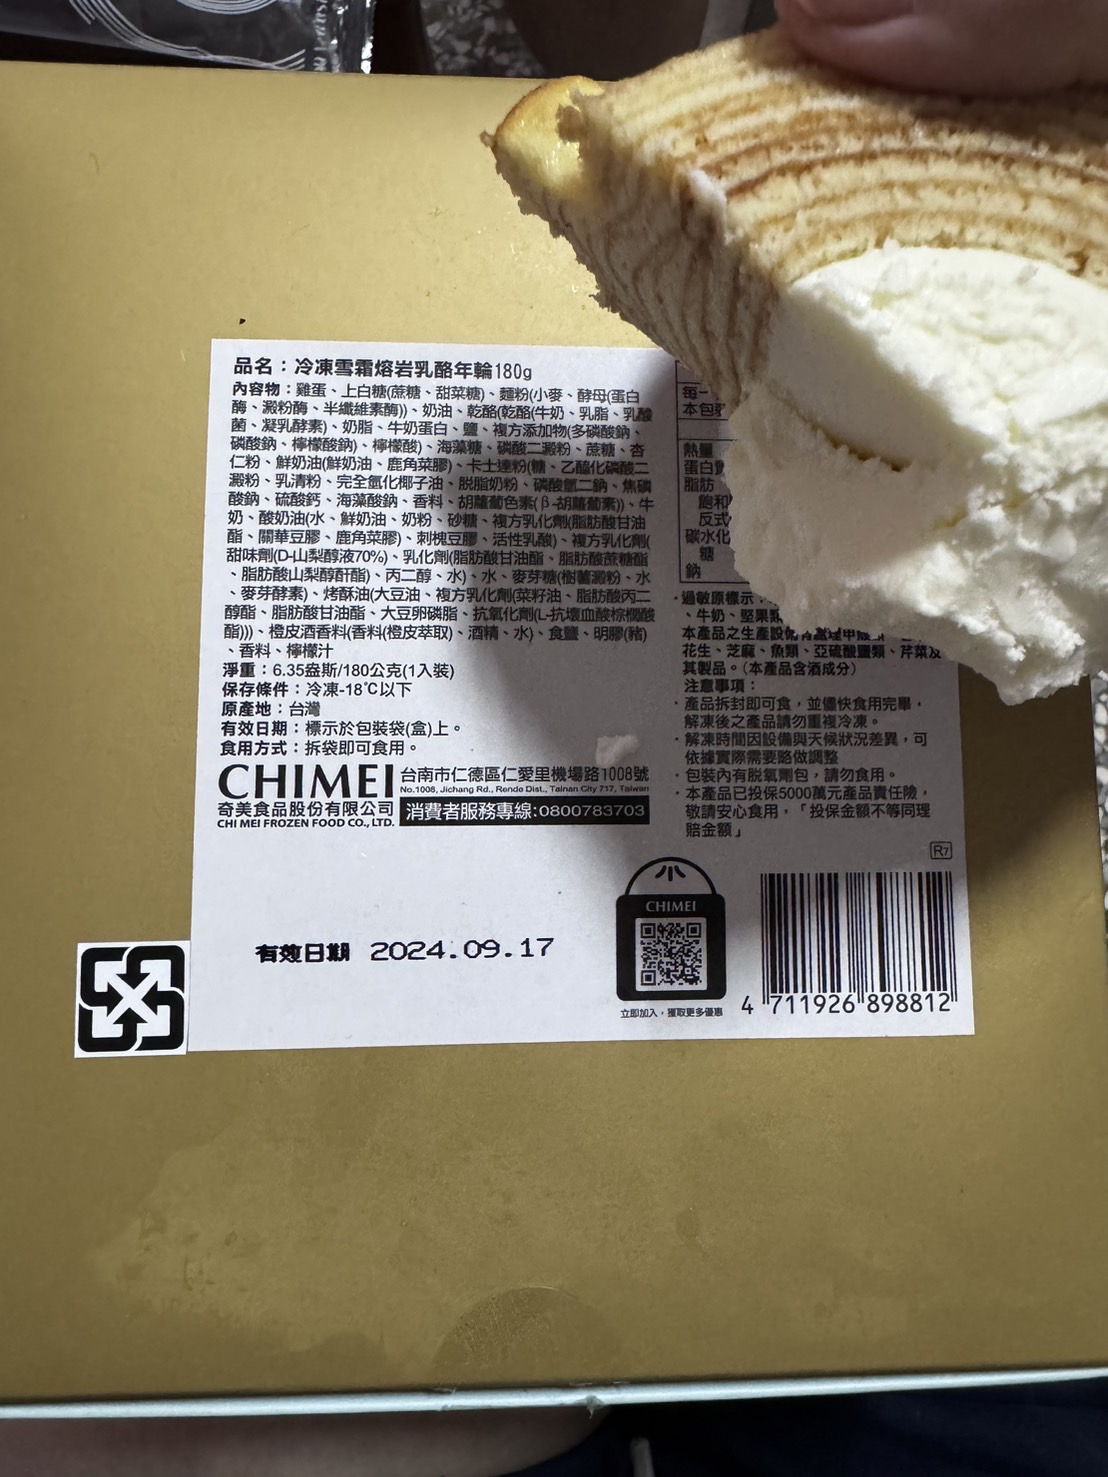 品名：冷凍雪霜熔岩乳酪年輪180g
內容物：雞蛋、上白糖(蔗糖、甜菜糖)、麵粉(小麥、酵母(蛋白
酶、澱粉酶、半纖維素酶))、奶油、乾酪(乾酪(牛奶、乳脂、乳酸
菌、凝乳酵素)、奶脂、牛奶蛋白、鹽、複方添加物(多磷酸鈉、
磷酸鈉、檸檬酸鈉)、檸檬酸)、海藻糖、磷酸二澱粉、蔗糖、杏
仁粉、鮮奶油(鮮奶油、鹿角菜膠)、卡士達粉(糖、乙醯化磷酸二
澱粉、乳清粉、完全氫化椰子油、脫脂奶粉、磷酸氫二鈉、焦磷
酸鈉、硫酸鈣、海藻酸鈉、香料、胡蘿蔔色素(β-胡蘿蔔素))、牛
奶、酸奶油(水、鮮奶油、奶粉、砂糖、複方乳化劑(脂肪酸甘油
酯、關華豆膠、鹿角菜膠)、刺槐豆膠、活性乳酸)、複方乳化劑(
甜味劑(D-山梨醇液70%)、乳化劑(脂肪酸甘油酯、脂肪酸蔗糖酯
、脂肪酸山梨醇酐酯)、丙二醇、水)、水、麥芽糖(樹薯澱粉、水
、麥芽酵素)、烤酥油(大豆油、複方乳化劑(菜籽油、脂肪酸丙二
醇酯、脂肪酸甘油酯、大豆卵磷脂、抗氧化劑(L-抗壞血酸棕櫚酸
酯)))、橙皮酒香料(香料(橙皮萃取)、酒精、水)、食鹽、明膠(豬)
、香料、檸檬汁
淨重：6.35盎斯/180公克(1入裝)
保存條件：冷凍-18℃以下
原產地：台灣
有效日期：標示於包裝袋(盒)上。
食用方式：拆袋即可食用。
CHIMEI
奇美食品股份有限公司
CHI MEI FROZEN FOOD CO., LTD.
台南市仁德區仁愛里機場路1008號
No.1008, Jichang Rd., Rende Dist., Tainan City 717, Taiwan
消費者服務專線:0800783703
每一
本包
熱量
蛋白質
脂肪
飽和
反式
碳水化
糖
鈉
·過敏原標示：
、牛奶、堅果類
本產品之生產設備有處理甲殼類
花生、芝麻、魚類、亞硫酸鹽類、芹菜及
其製品。(本產品含酒成分)
注意事項：
·產品拆封即可食，並儘快食用完畢，
解凍後之產品請勿重複冷凍。
·解凍時間因設備與天候狀況差異，可
依據實際需要略做調整
·包裝內有脫氧劑包，請勿食用。
·本產品已投保5000萬元產品責任險，
敬請安心食用，「投保金額不等同理
賠金額」
R7
CHIMEI
立即加入，獲取更多優惠
4 711926 898812
有效日期 2024.09.17